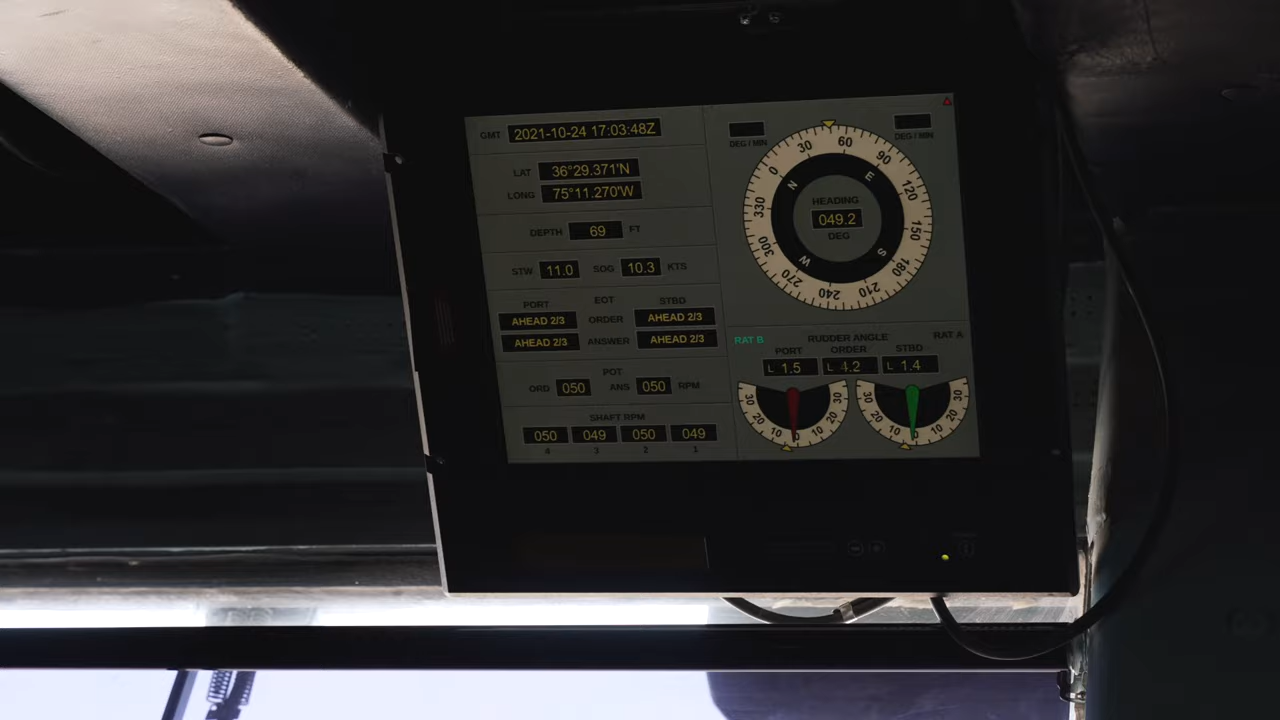 GMT 2021-10-24 17:03:48Z
LAT 36°29.371'N
LONG 75°11.270'W
DEPTH 69 FT
STW 11.0 SOG 10.3 KTS
PORT EOT STBD
AHEAD 2/3 ORDER AHEAD 2/3
AHEAD 2/3 ANSWER AHEAD 2/3
POT
ORD 050 ANS 050 RPM
SHAFT RPM
050 049 050 049
4 3 2 1
DEG / MIN DEG / MIN
0 30 60 90 120 150 180 210 240 270 300 330
N E S W
HEADING
049.2
DEG
RAT B RUDDER ANGLE RAT A
PORT ORDER STBD
L 1.5 L 4.2 L 1.4
30 20 10 0 10 20 30
30 20 10 0 10 20 30